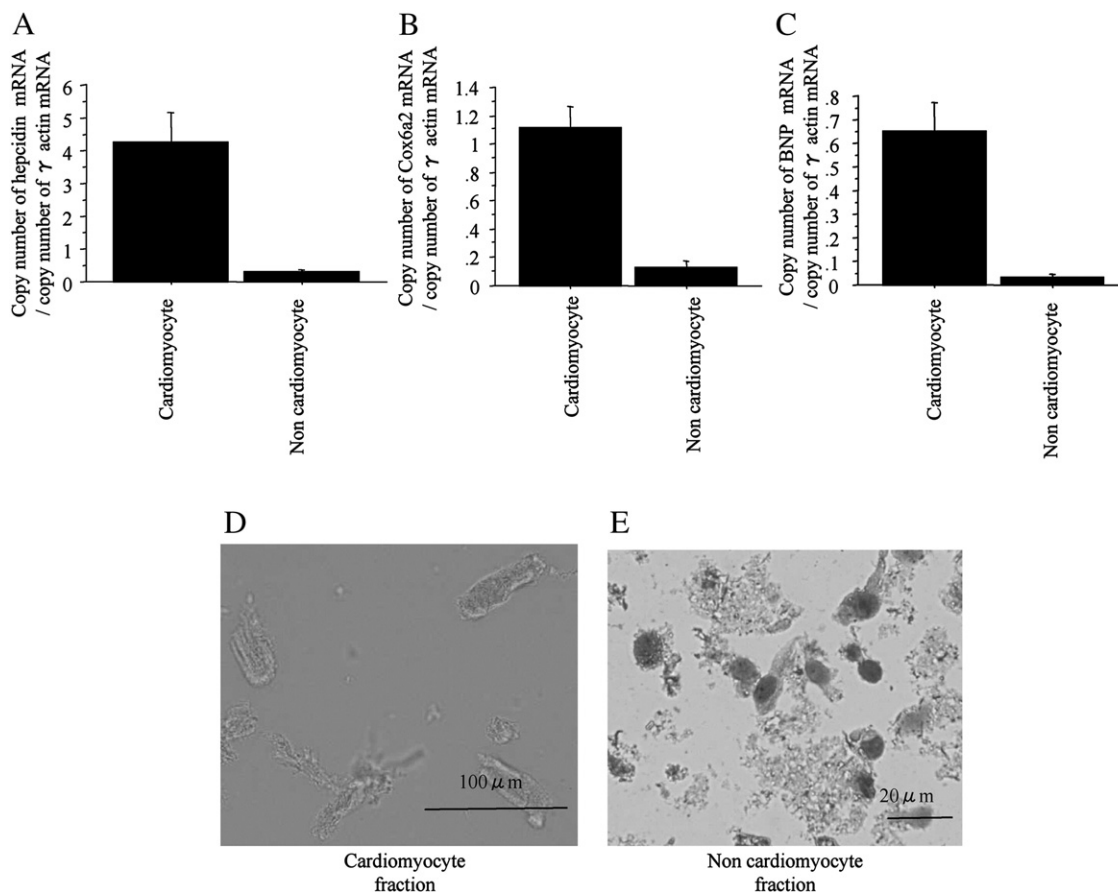 A
Copy number of hepcidin mRNA
/ copy number of γ actin mRNA
6
5
4
3
2
1
0
Cardiomyocyte
Non cardiomyocyte
B
Copy number of Cox6a2 mRNA
/ copy number of γ actin mRNA
1.4
1.2
1
.8
.6
.4
.2
0
Cardiomyocyte
Non cardiomyocyte
C
Copy number of BNP mRNA
/ copy number of γ actin mRNA
.8
.7
.6
.5
.4
.3
.2
.1
0
Cardiomyocyte
Non cardiomyocyte
D
100 μm
Cardiomyocyte
fraction
E
20 μm
Non cardiomyocyte
fraction